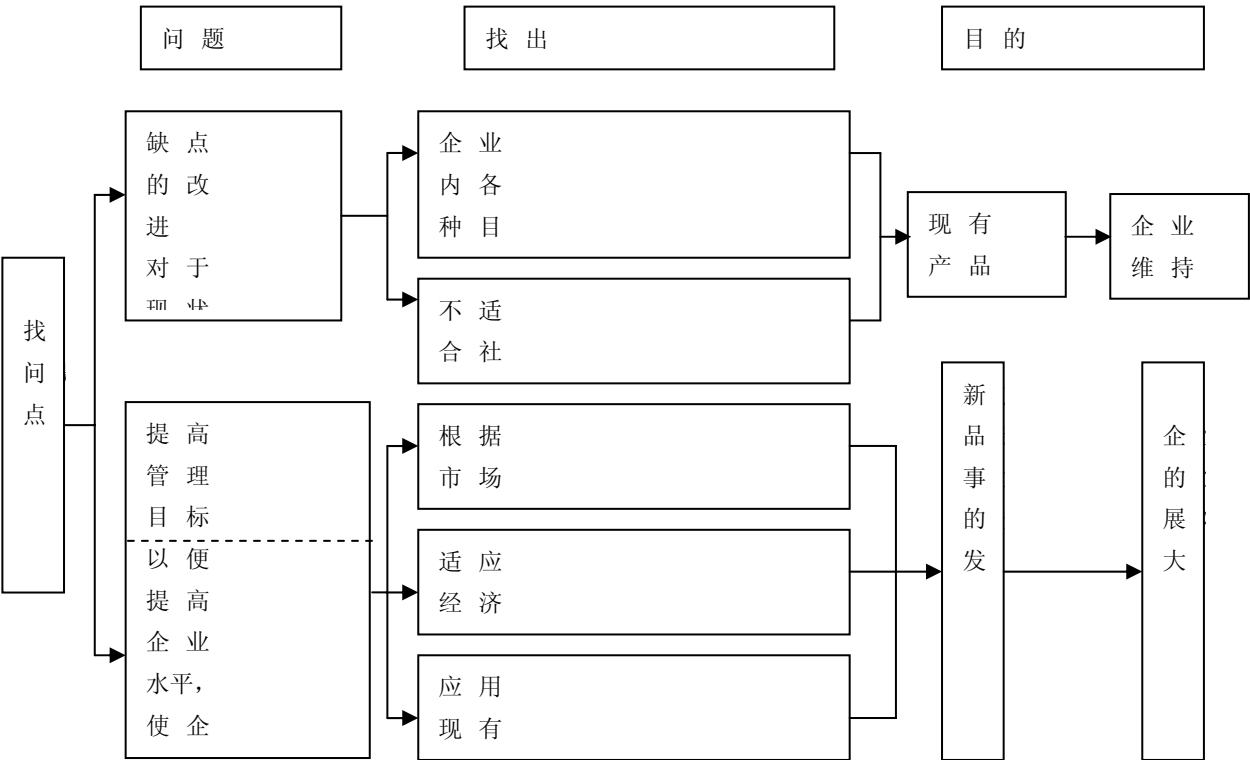 问 题
找 出
目 的
找
问
点
缺 点
的 改
进
对 于
现 状
企 业
内 各
种 目
不 适
合 社
现 有
产 品
企 业
维 持
提 高
管 理
目 标
以 便
提 高
企 业
水平，
使 企
根 据
市 场
适 应
经 济
应 用
现 有
新
品
事
的
发
企
的
展
大